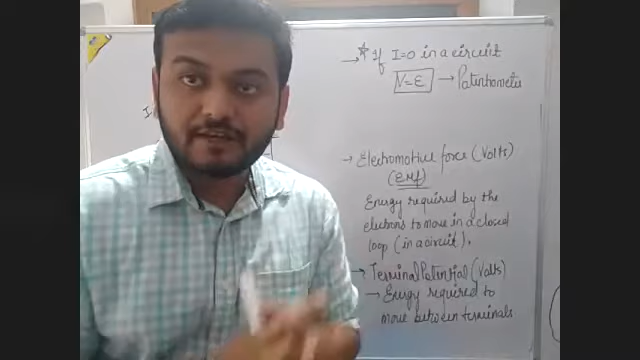 → * If I=0 in a circuit
V=ε → Potentiometer
→ Electromotive force (Volts)
(EMF)
Energy required by the
electrons to move in a closed
loop (in a circuit).
→ Terminal Potential (Volts)
→ Energy required to
move between terminals